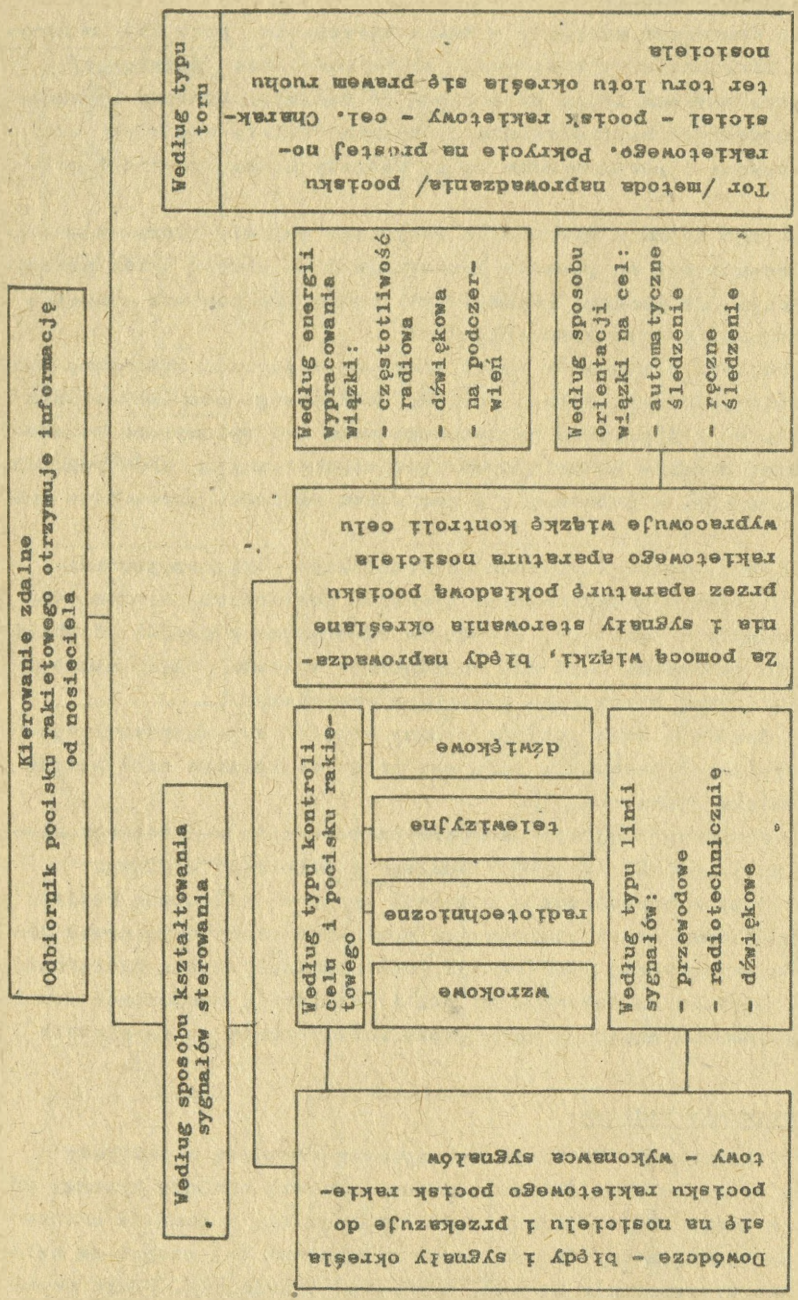 Kierowanie zdalne
Odbiornik pocisku rakietowego otrzymuje informację
od nosieciela
Według sposobu kształtowania
sygnałów sterowania
Według typu
toru
Dowódcze - błędy i sygnały określa
się na nosicielu i przekazuje do
pocisku rakietowego pocisk rakie-
towy - wykonawca sygnałów
Według typu kontroli
celu i pocisku rakie-
towego
wzrokowe
radiotechniczne
telewizyjne
dźwiękowe
Według typu linii
sygnałów:
- przewodowe
- radiotechnicznie
- dźwiękowe
Za pomocą wiązki, błędy naprowadza-
nia i sygnały sterowania określane
przez aparaturę pokładową pocisku
rakietowego aparatura nosiciela
wypracowuje wiązkę kontroli celu
Według energii
wypracowania
wiązki:
- częstotliwość
radiowa
- dźwiękowa
- na podczer-
wień
Według sposobu
orientacji
wiązki na cel:
- automatyczne
śledzenie
- ręczne
śledzenie
Tor /metoda naprowadzania/ pocisku
rakietowego. Pokrycie na prostej no-
siciel - pocisk rakietowy - cel. Charak-
ter toru lotu określa się prawem ruchu
nosiciela